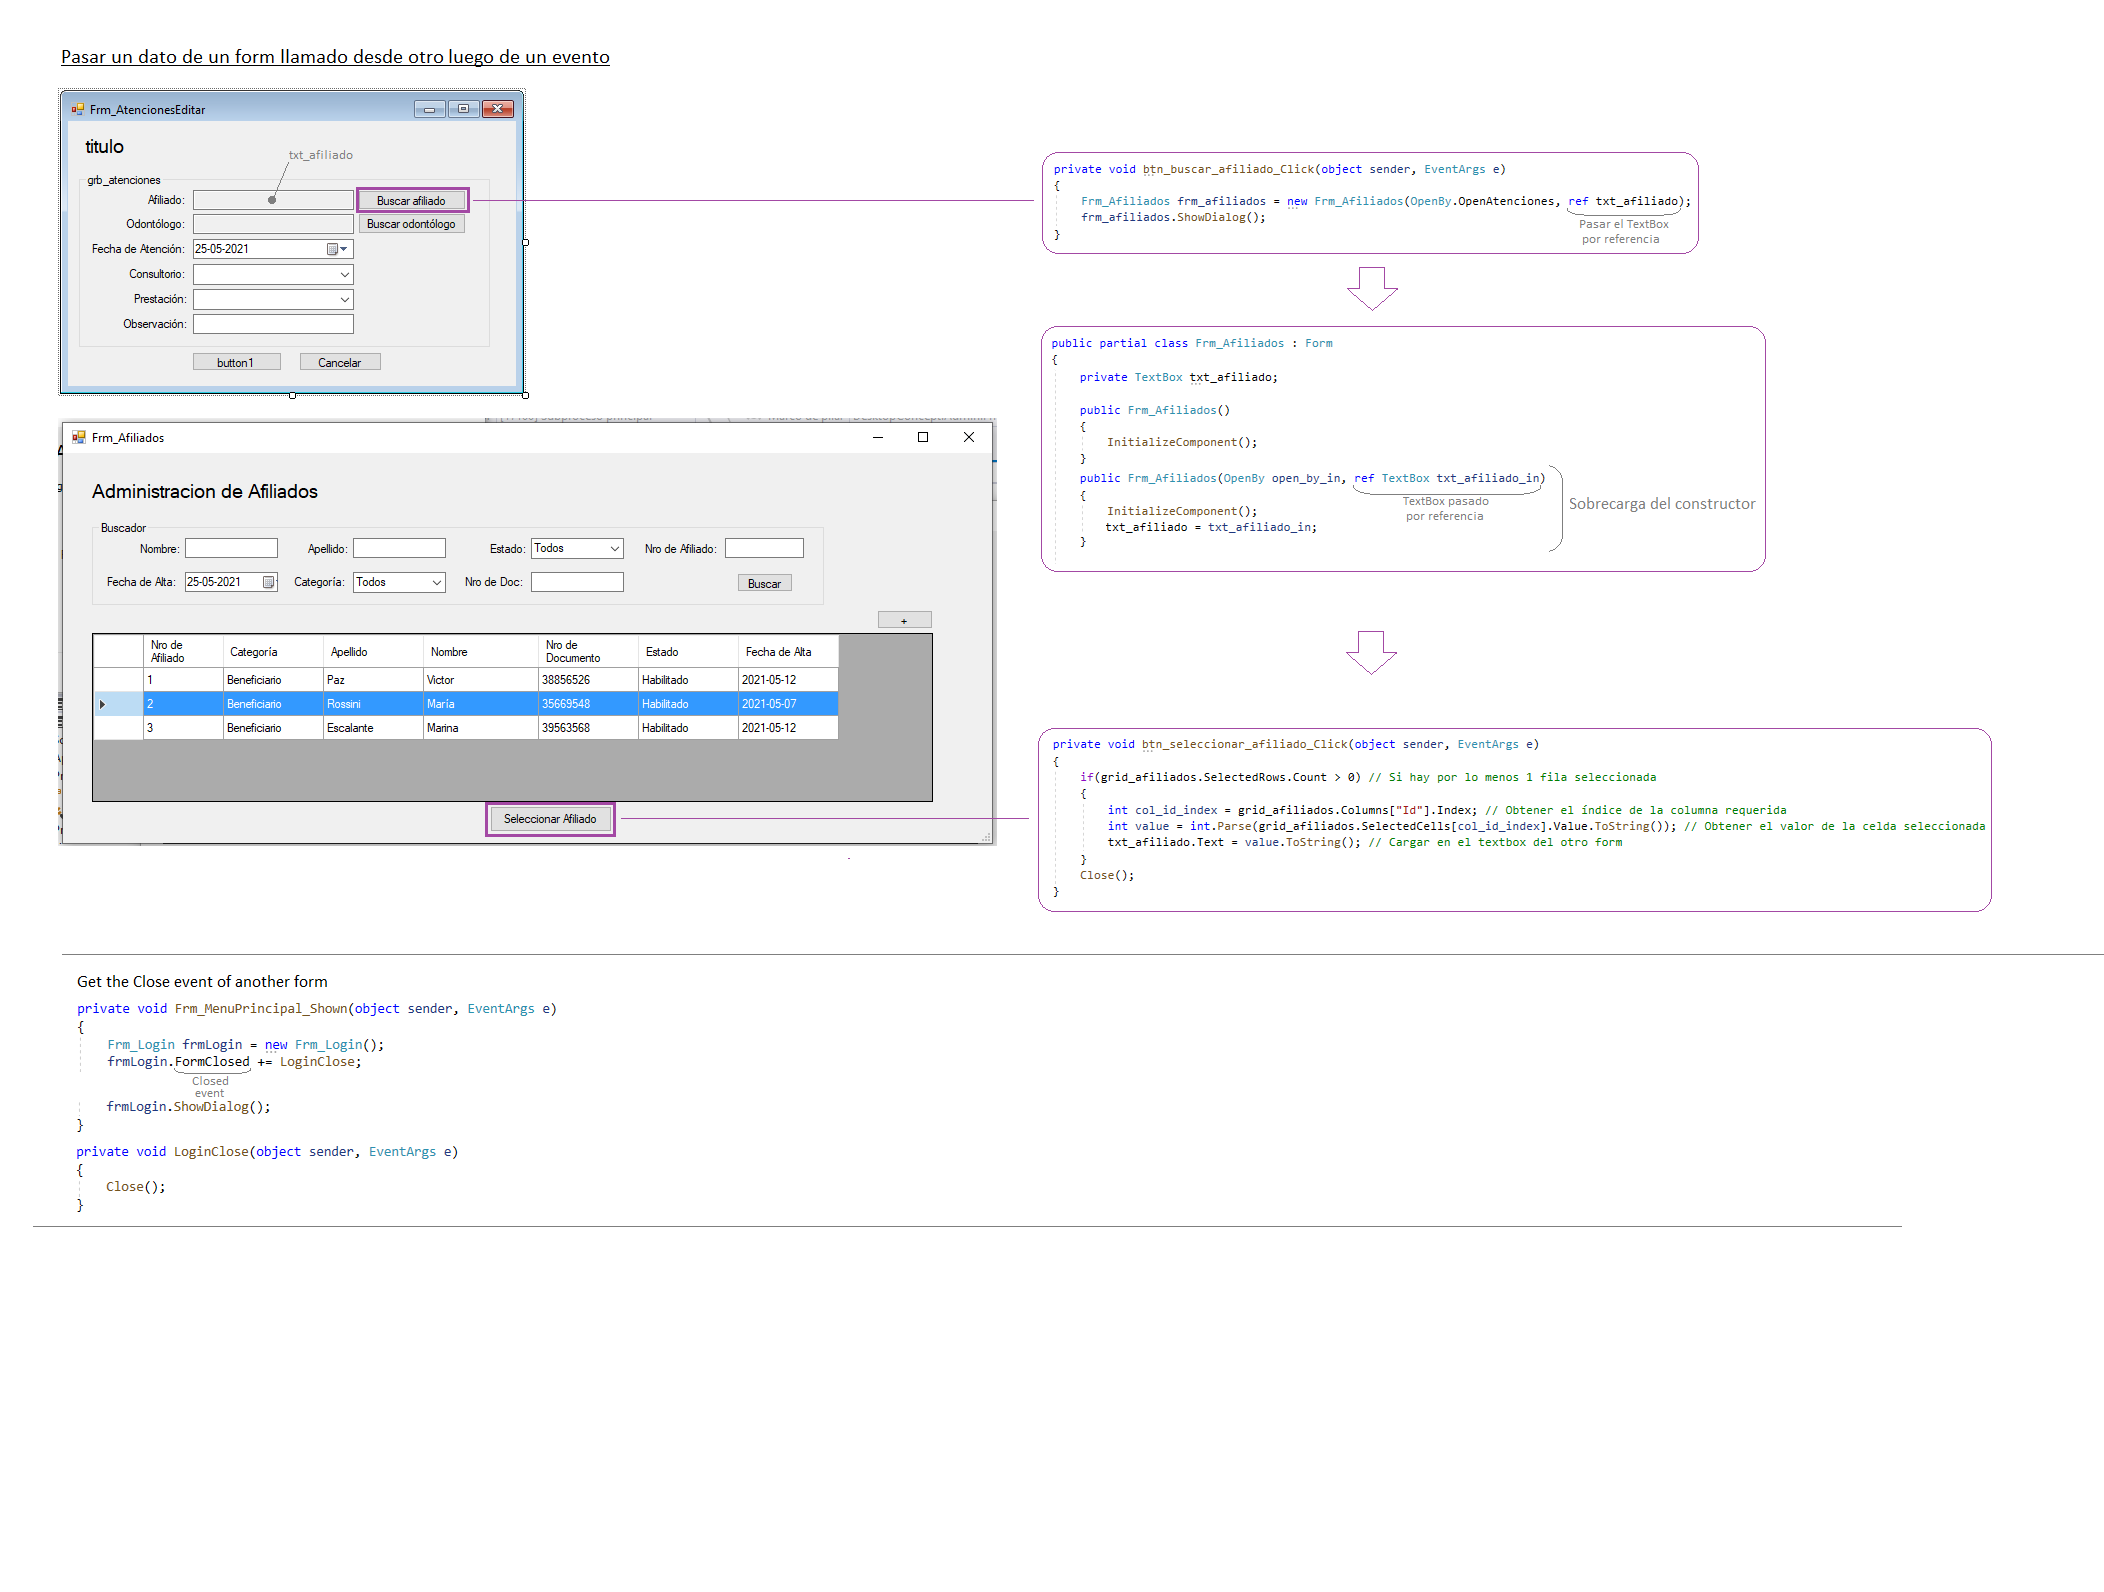 Pasar un dato de un form llamado desde otro luego de un evento
Frm_AtencionesEditar
titulo
txt_afiliado
grb_atenciones
Afiliado:
Buscar afiliado
Odontólogo:
Buscar odontólogo
Fecha de Atención:
25-05-2021
Consultorio:
Prestación:
Observación:
button1
Cancelar
private void btn_buscar_afiliado_Click(object sender, EventArgs e)
{
Frm_Afiliados frm_afiliados = new Frm_Afiliados(OpenBy.OpenAtenciones, ref txt_afiliado);
frm_afiliados.ShowDialog();
}
Pasar el TextBox
por referencia
public partial class Frm_Afiliados : Form
{
private TextBox txt_afiliado;
public Frm_Afiliados()
{
InitializeComponent();
}
public Frm_Afiliados(OpenBy open_by_in, ref TextBox txt_afiliado_in)
{
TextBox pasado
por referencia
InitializeComponent();
txt_afiliado = txt_afiliado_in;
}
Sobrecarga del constructor
Frm_Afiliados
Administracion de Afiliados
Buscador
Nombre:
Apellido:
Estado:
Todos
Nro de Afiliado:
Fecha de Alta:
25-05-2021
Categoría:
Todos
Nro de Doc:
Buscar
+
Nro de Afiliado Categoría Apellido Nombre Nro de Documento Estado Fecha de Alta
1 Beneficiario Paz Victor 38856526 Habilitado 2021-05-12
2 Beneficiario Rossini María 35669548 Habilitado 2021-05-07
3 Beneficiario Escalante Marina 39563568 Habilitado 2021-05-12
Seleccionar Afiliado
private void btn_seleccionar_afiliado_Click(object sender, EventArgs e)
{
if(grid_afiliados.SelectedRows.Count > 0) // Si hay por lo menos 1 fila seleccionada
{
int col_id_index = grid_afiliados.Columns["Id"].Index; // Obtener el índice de la columna requerida
int value = int.Parse(grid_afiliados.SelectedCells[col_id_index].Value.ToString()); // Obtener el valor de la celda seleccionada
txt_afiliado.Text = value.ToString(); // Cargar en el textbox del otro form
}
Close();
}
Get the Close event of another form
private void Frm_MenuPrincipal_Shown(object sender, EventArgs e)
{
Frm_Login frmLogin = new Frm_Login();
frmLogin.FormClosed += LoginClose;
Closed
event
frmLogin.ShowDialog();
}
private void LoginClose(object sender, EventArgs e)
{
Close();
}